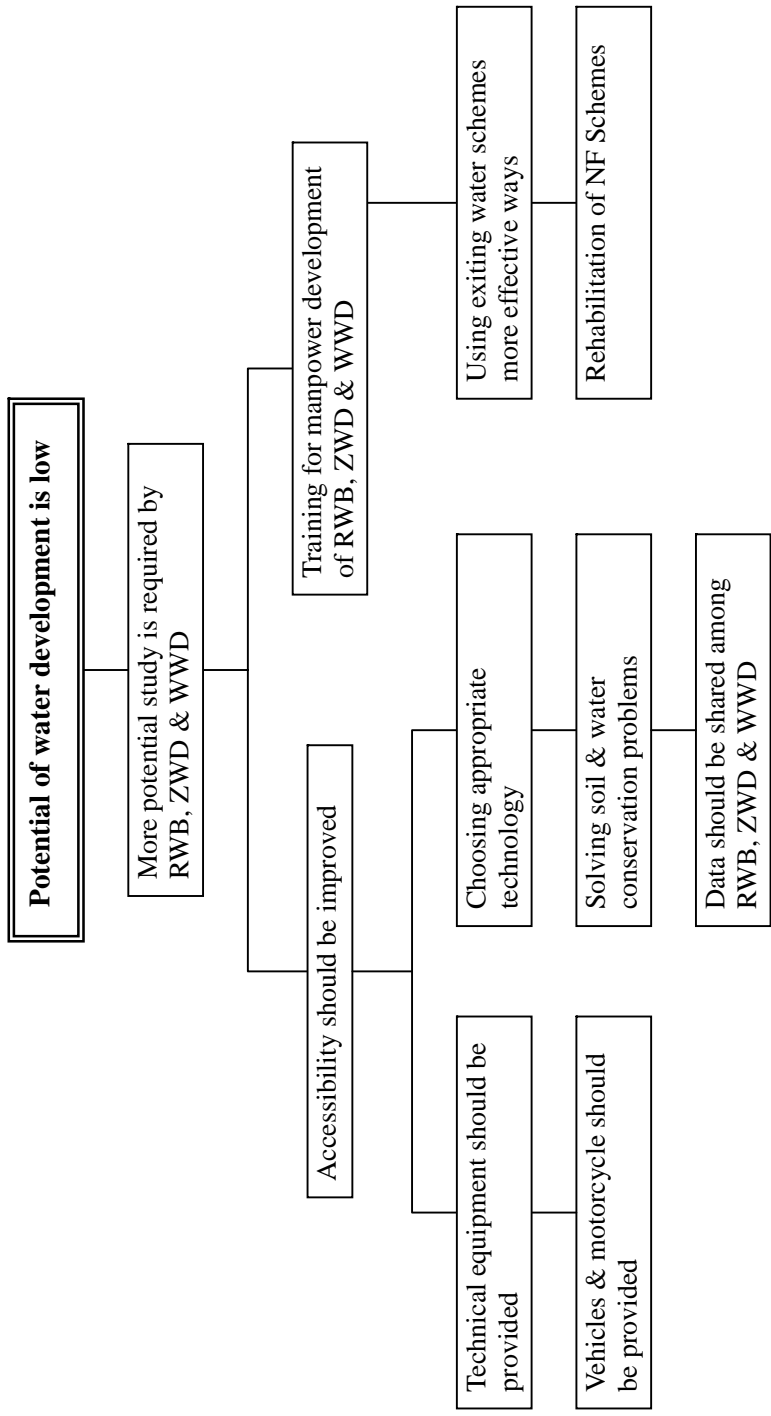 Potential of water development is low
More potential study is required by
RWB, ZWD & WWD
Accessibility should be improved
Training for manpower development
of RWB, ZWD & WWD
Technical equipment should be
provided
Vehicles & motorcycle should
be provided
Choosing appropriate
technology
Solving soil & water
conservation problems
Data should be shared among
RWB, ZWD & WWD
Using exiting water schemes
more effective ways
Rehabilitation of NF Schemes